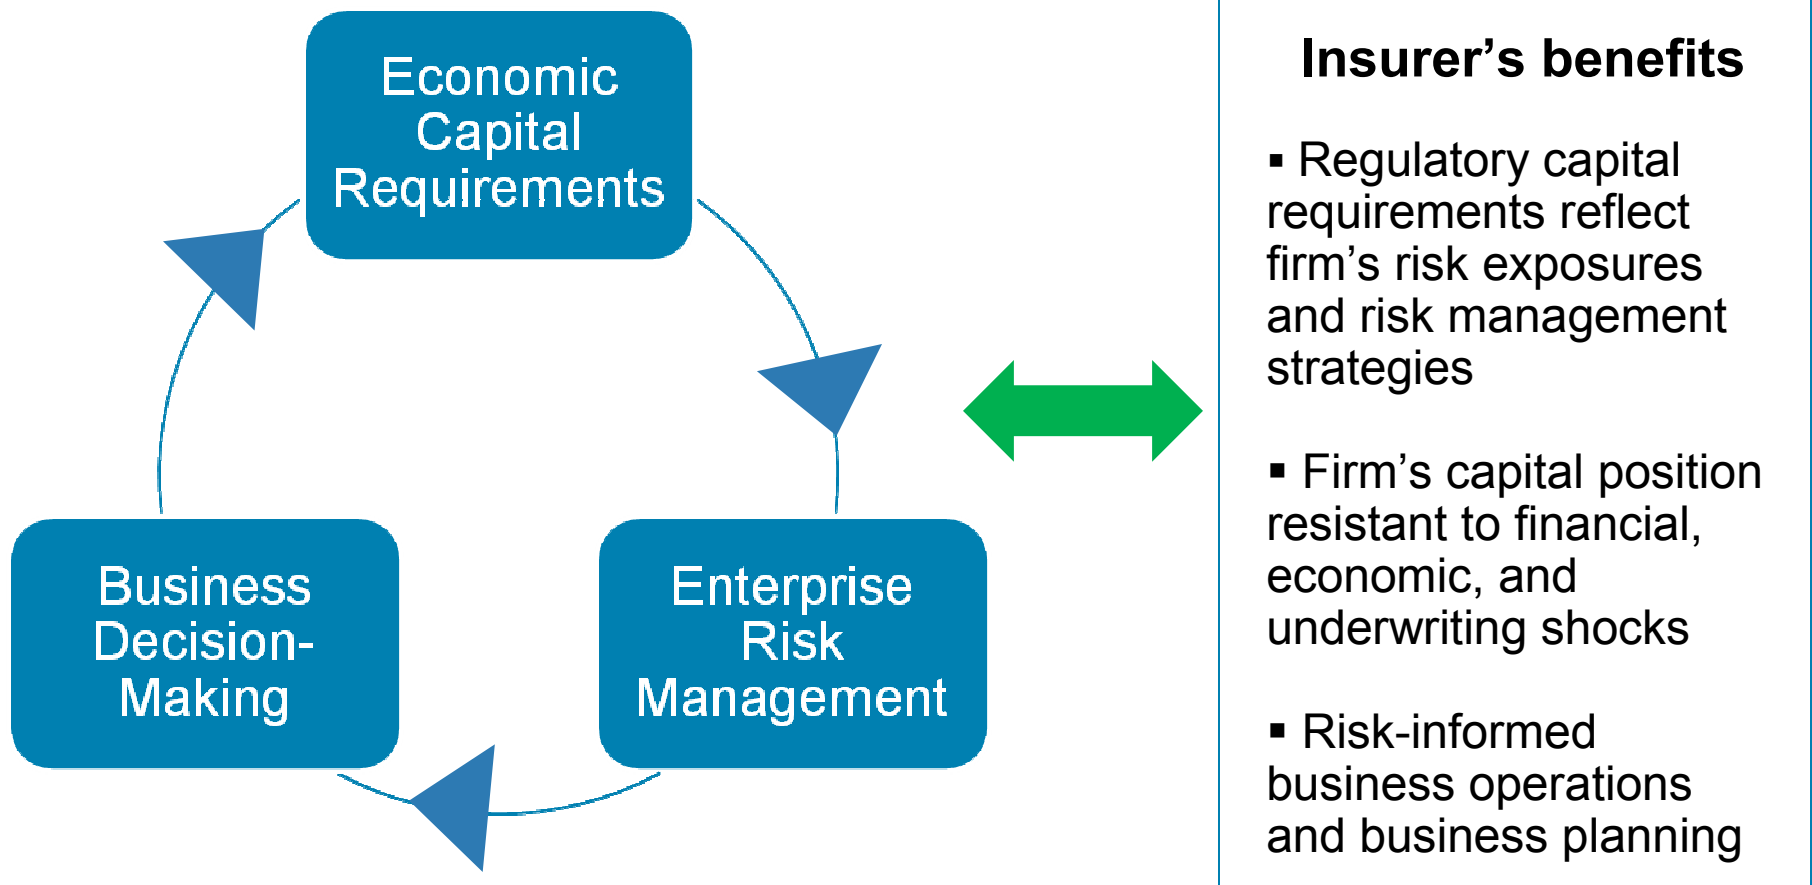 Economic
Capital
Requirements
Business
Decision-
Making
Enterprise
Risk
Management
Insurer’s benefits
▪ Regulatory capital
requirements reflect
firm’s risk exposures
and risk management
strategies
▪ Firm’s capital position
resistant to financial,
economic, and
underwriting shocks
▪ Risk-informed
business operations
and business planning